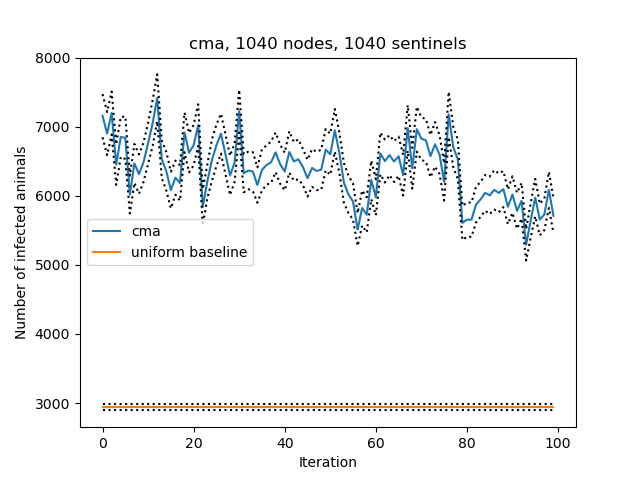 cma, 1040 nodes, 1040 sentinels
Number of infected animals
8000
7000
6000
5000
4000
3000
cma
uniform baseline
0
20
40
60
80
100
Iteration